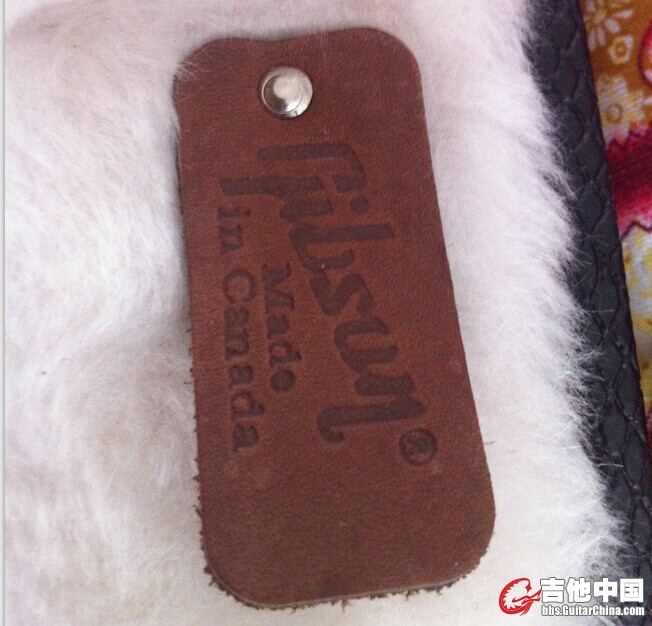 Gibson®
Made
in Canada
吉他中国
bbs.GuitarChina.com